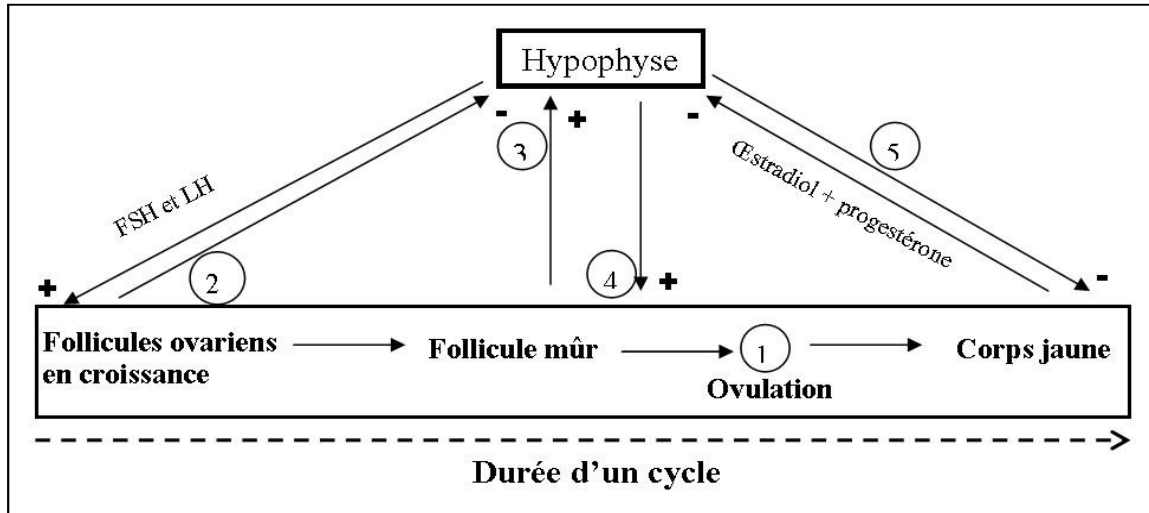 Hypophyse
- + -
3
5
FSH et LH
Œstradiol + progestérone
+ 2 4 + -
Follicules ovariens
en croissance
Follicule mûr
1
Ovulation
Corps jaune
Durée d'un cycle